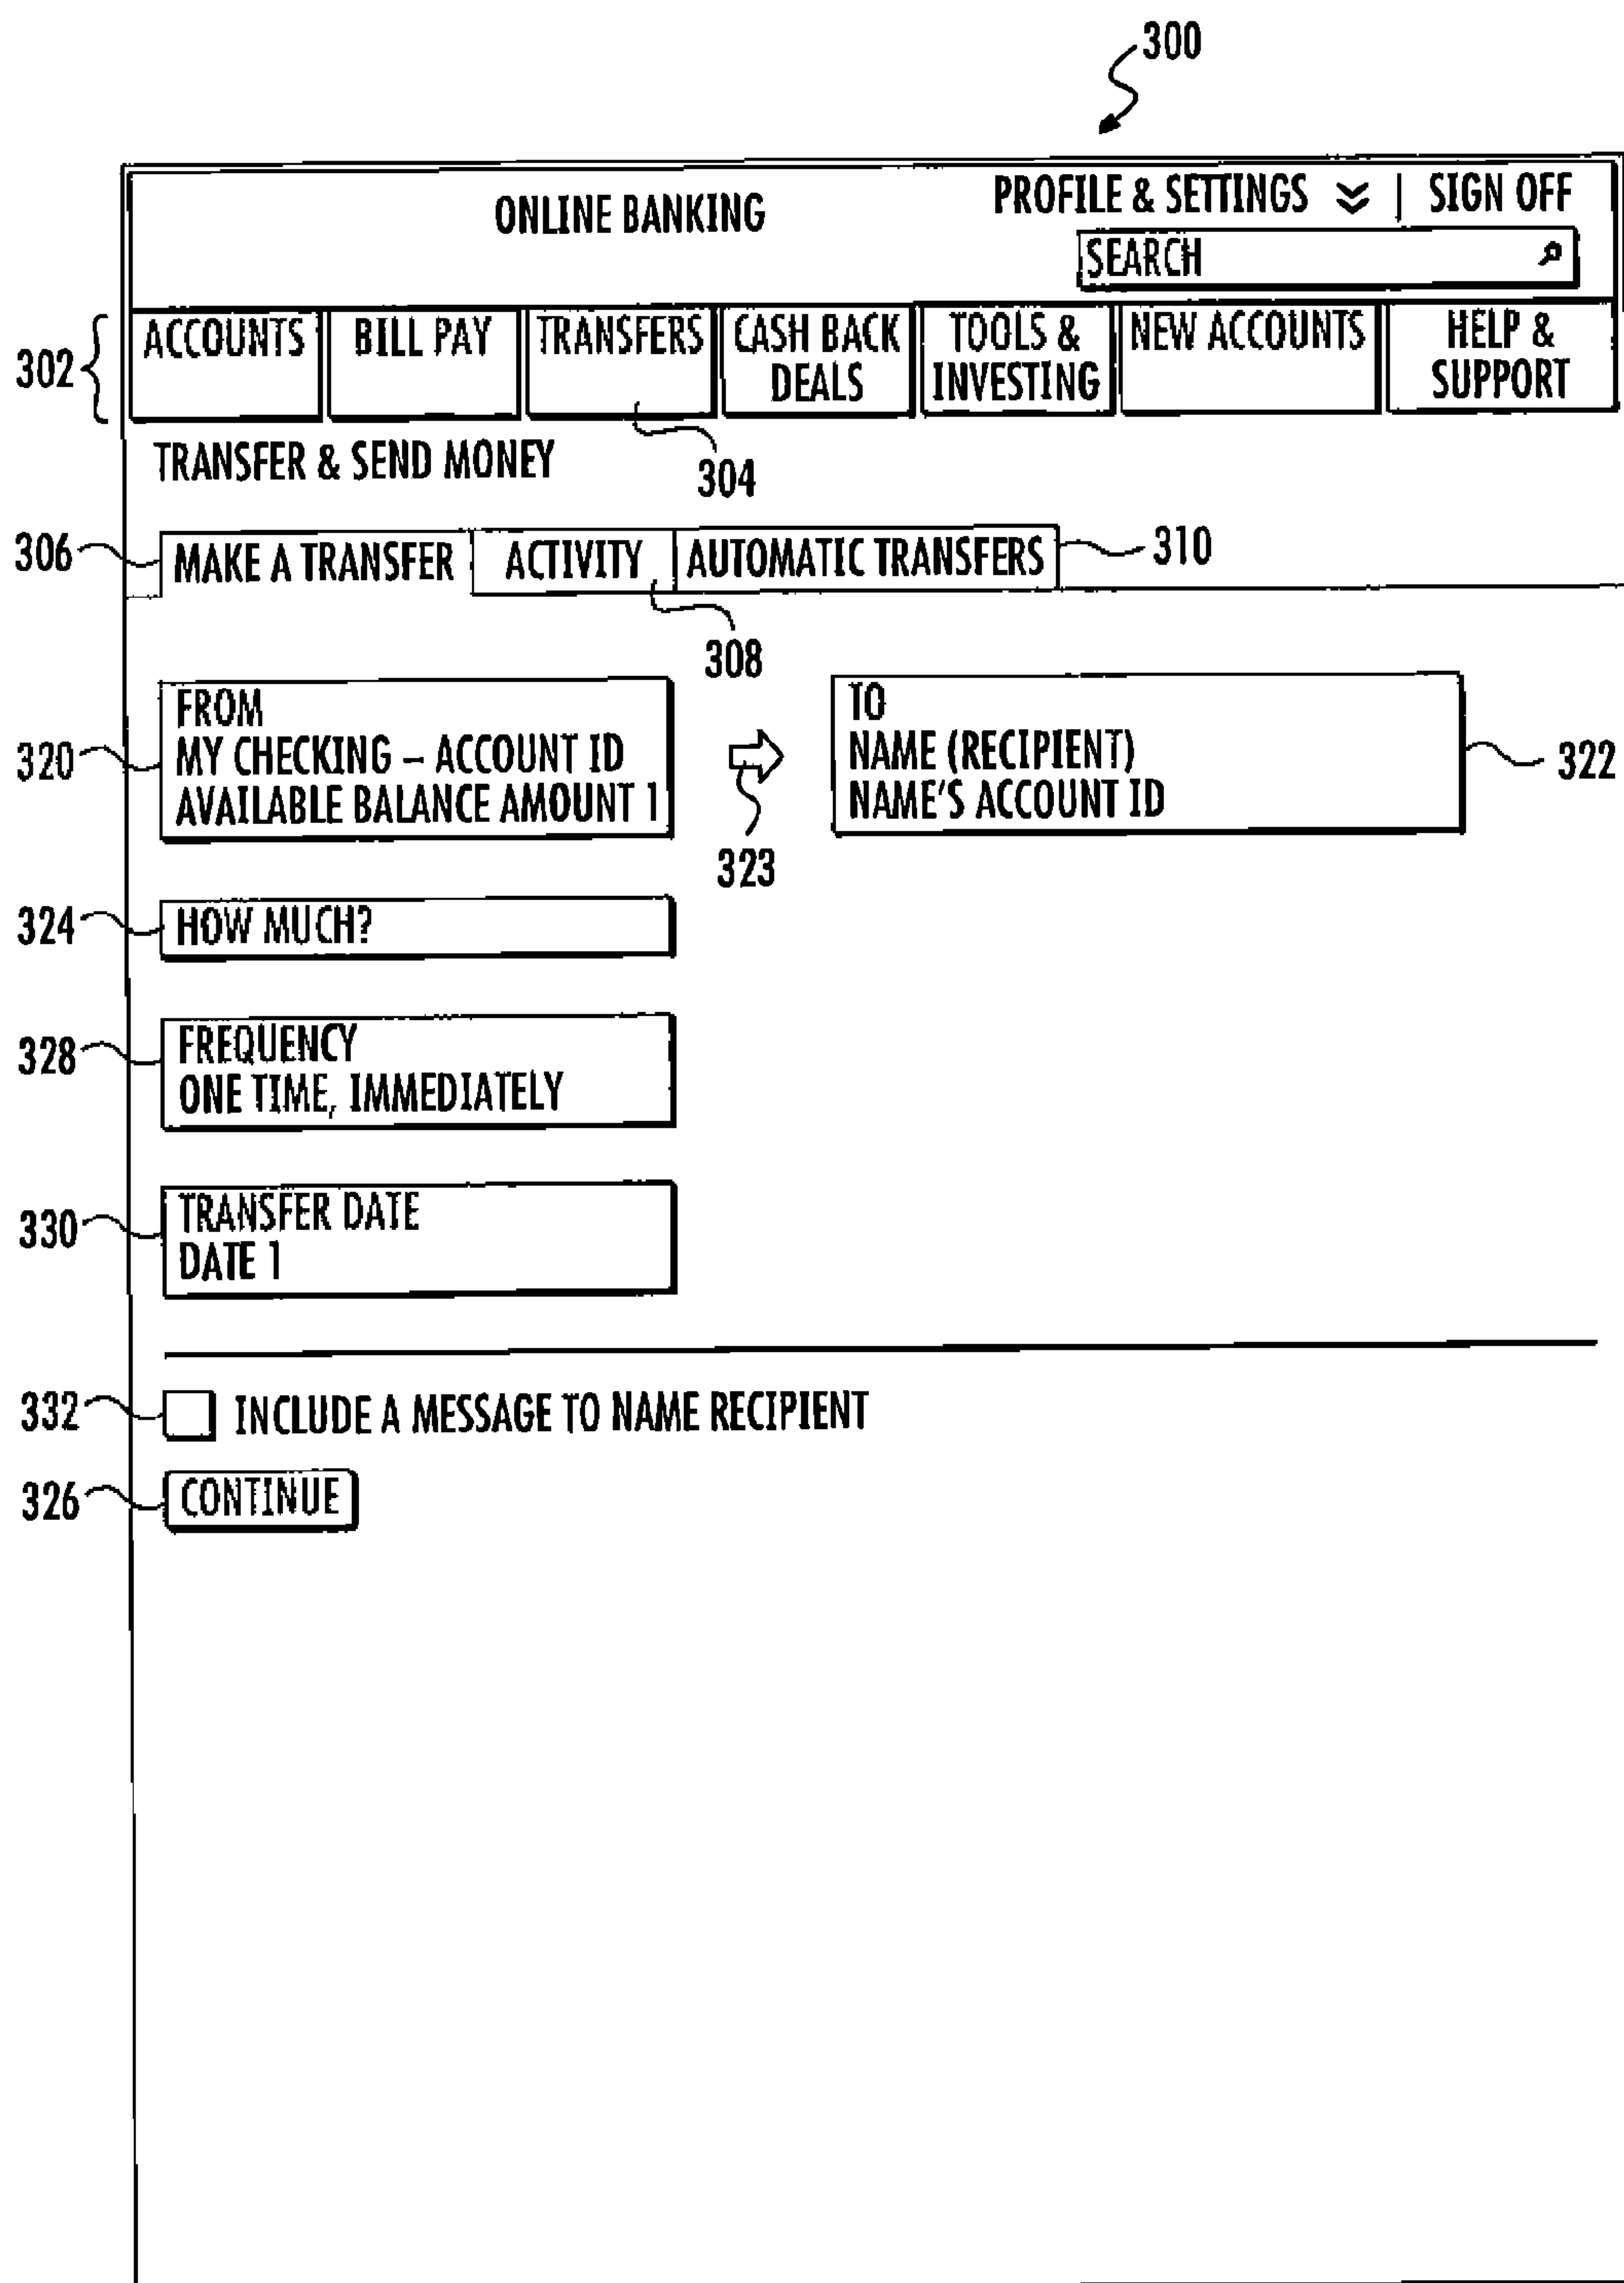 300
ONLINE BANKING
PROFILE & SETTINGS | SIGN OFF
SEARCH
302
ACCOUNTS
BILL PAY
TRANSFERS
CASH BACK
DEALS
TOOLS &
INVESTING
NEW ACCOUNTS
HELP &
SUPPORT
304
TRANSFER & SEND MONEY
306
MAKE A TRANSFER
ACTIVITY
AUTOMATIC TRANSFERS
310
308
320
FROM
MY CHECKING – ACCOUNT ID
AVAILABLE BALANCE AMOUNT 1
323
TO
NAME (RECIPIENT)
NAME'S ACCOUNT ID
322
324
HOW MUCH?
328
FREQUENCY
ONE TIME, IMMEDIATELY
330
TRANSFER DATE
DATE 1
332
INCLUDE A MESSAGE TO NAME RECIPIENT
326
CONTINUE